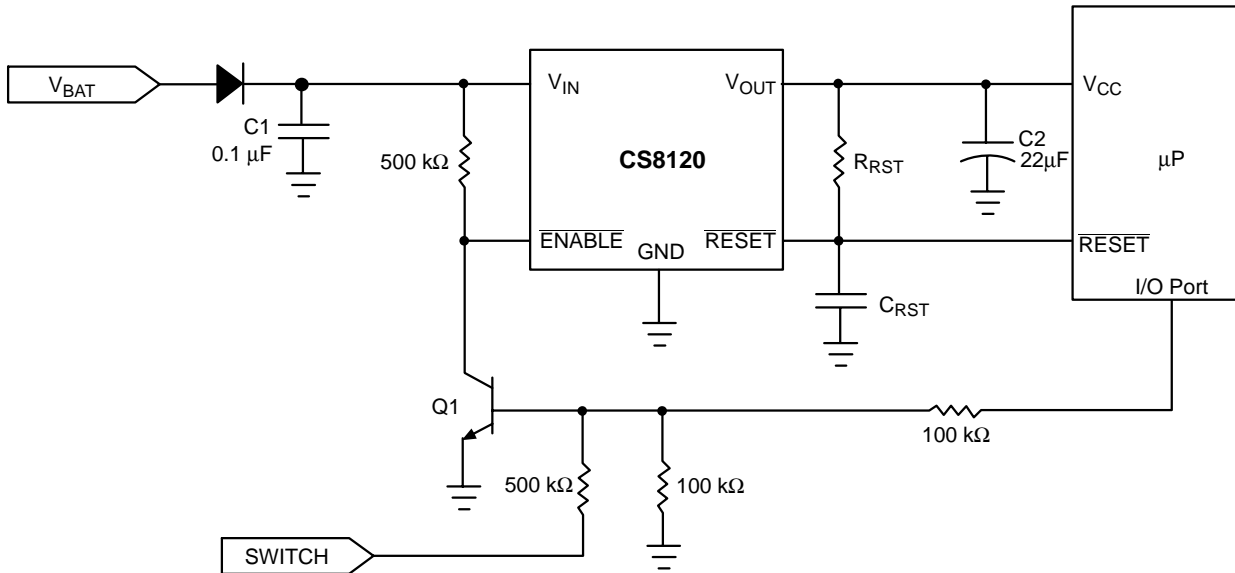 V_BAT
C1
0.1 μF
500 kΩ
V_IN
V_OUT
CS8120
ENABLE
RESET
GND
R_RST
C2
22μF
V_CC
μP
RESET
I/O Port
C_RST
Q1
500 kΩ
100 kΩ
100 kΩ
SWITCH